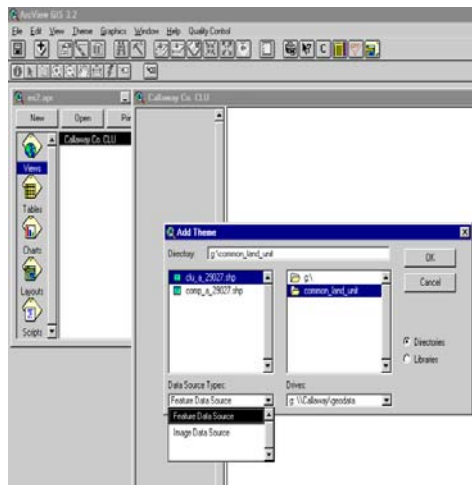 ArcView GIS 3.2
File Edit View Theme Graphics Window Help Quality Control
Callaway Co. CLU
New Open
Callaway Co. CLU
Views
Tables
Charts
Layouts
Scripts
Add Theme
Directory: g:\common_land_unit
OK
Cancel
clu_a_29027.shp
comp_a_29027.shp
g:\
common_land_unit
Directories
Libraries
Data Source Types:
Drives:
Feature Data Source
g: \\Callaway\geodata
Feature Data Source
Image Data Source